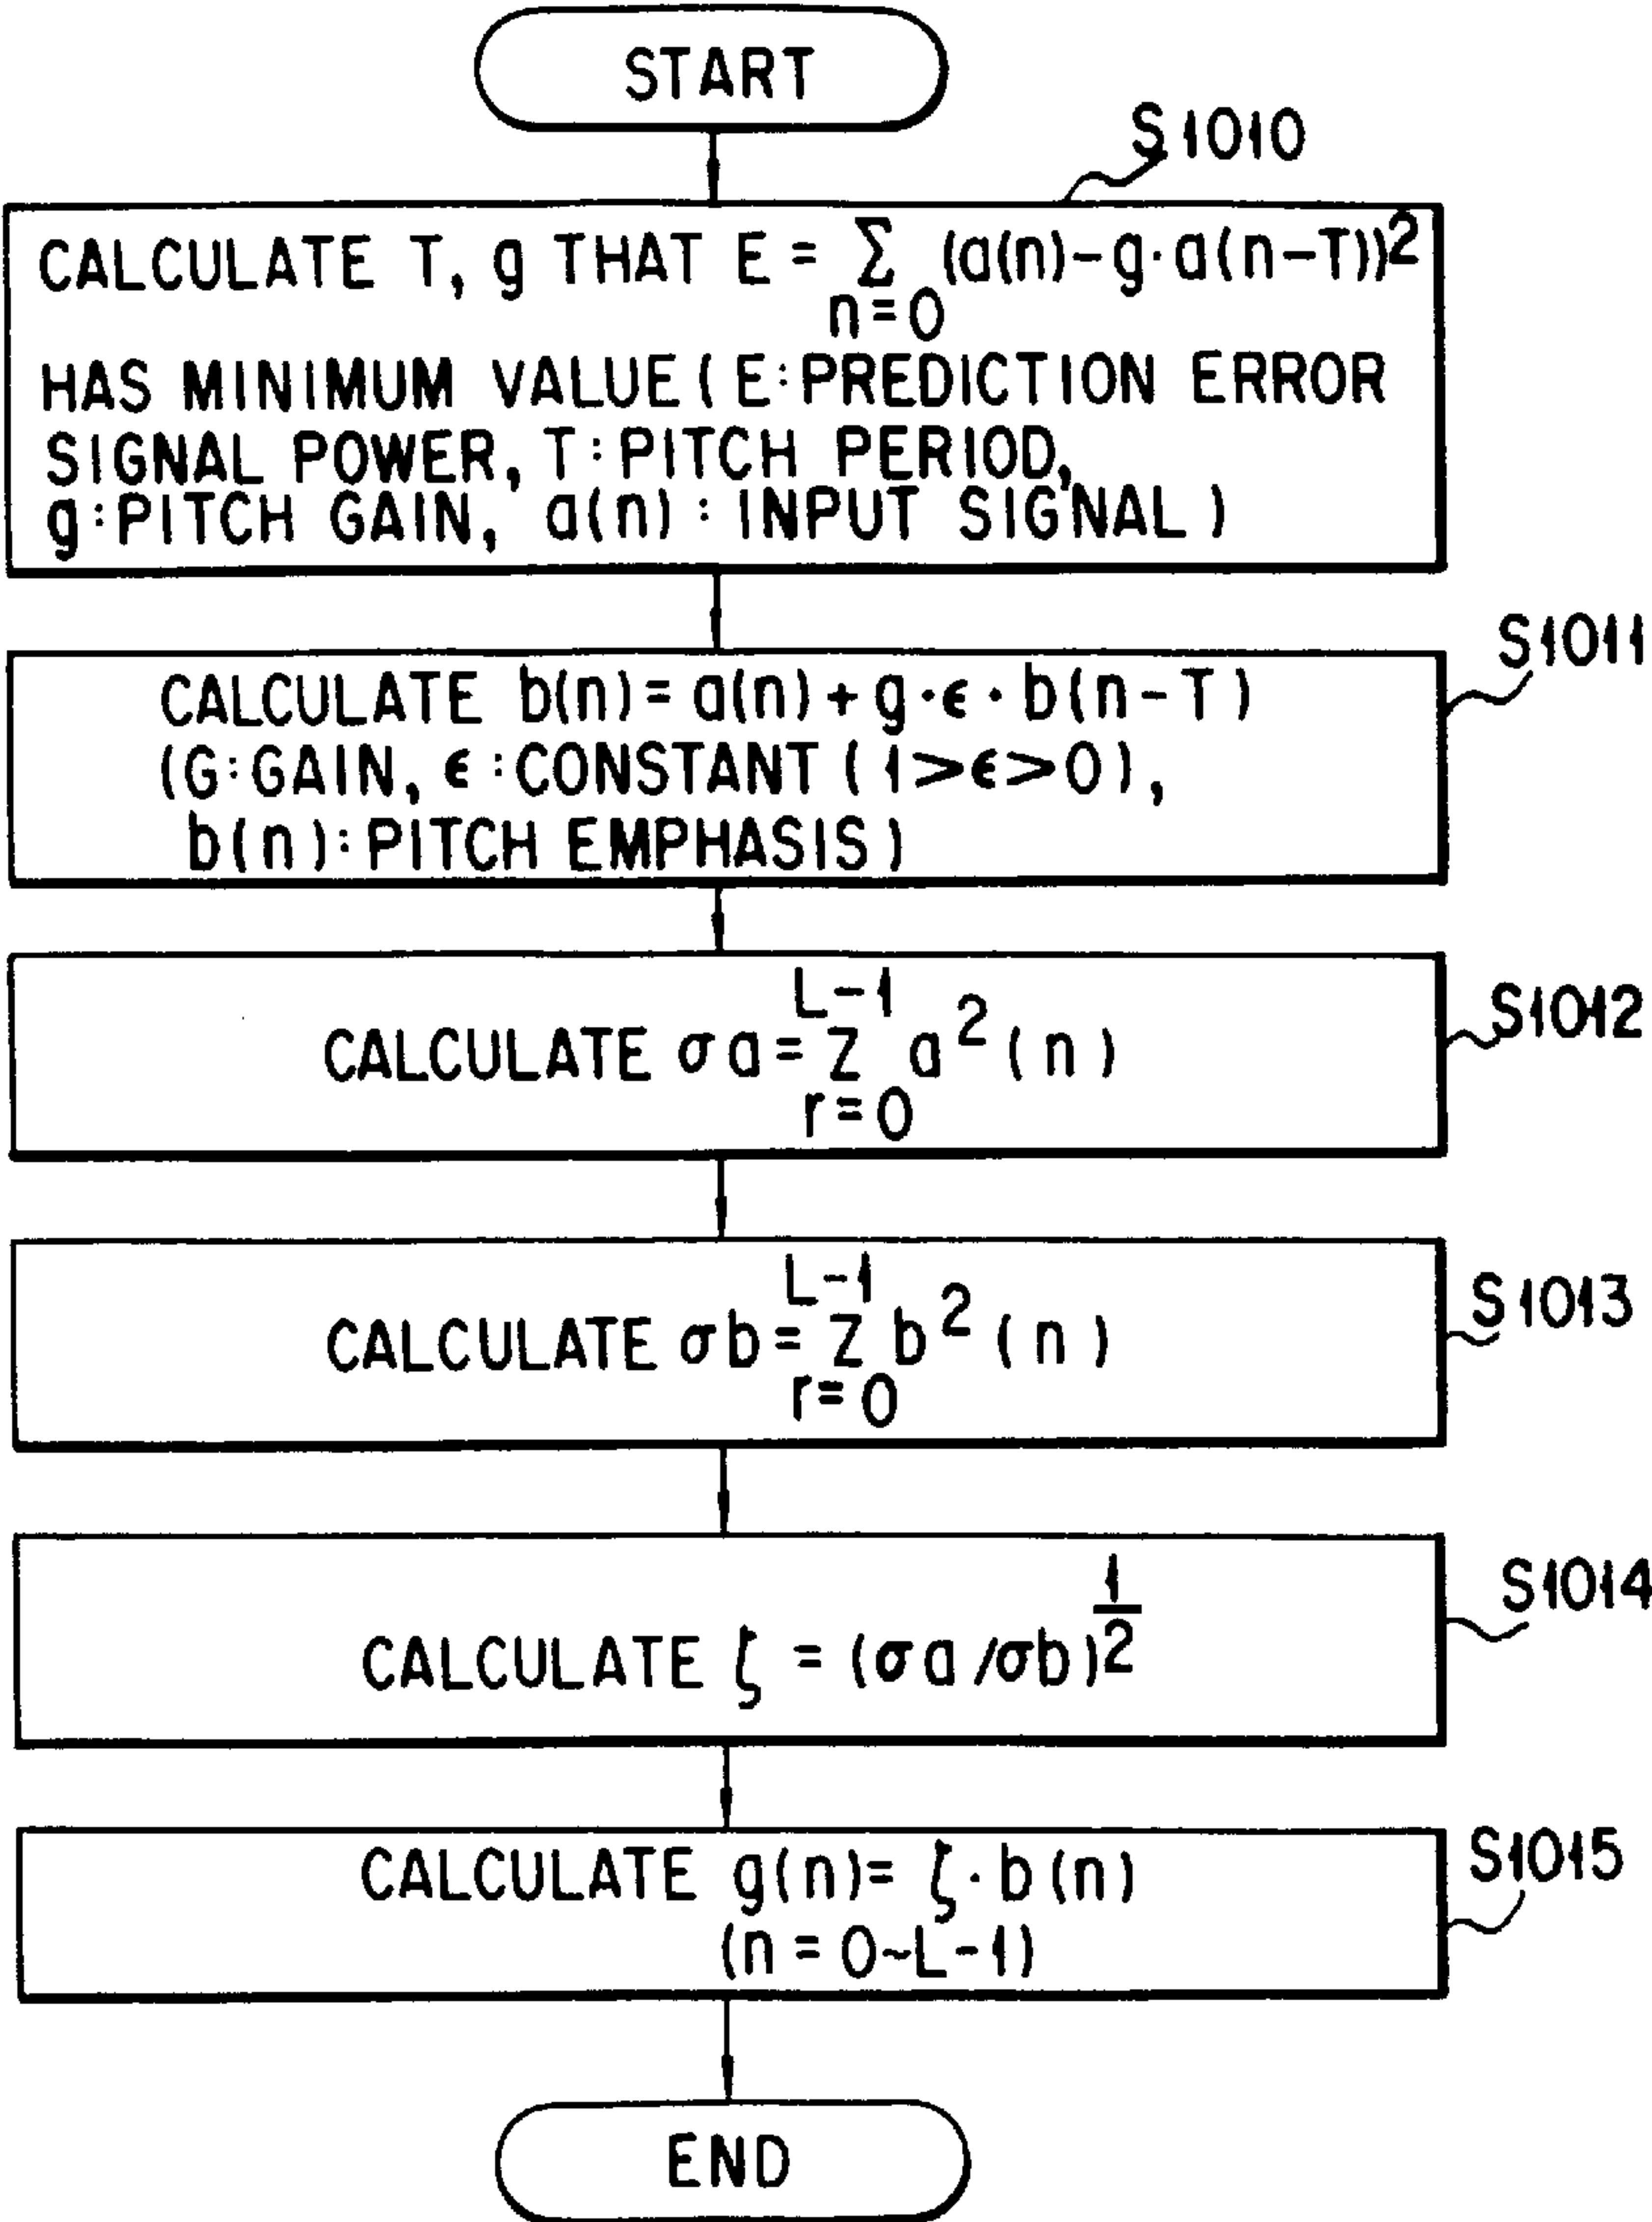 START
S1010
CALCULATE T, g THAT E = Σ (a(n)-g·a(n-T))²
n=0
HAS MINIMUM VALUE (E:PREDICTION ERROR
SIGNAL POWER, T:PITCH PERIOD,
g:PITCH GAIN, a(n): INPUT SIGNAL)
S1011
CALCULATE b(n)=a(n)+g·ϵ·b(n-T)
(G:GAIN, ϵ:CONSTANT (1>ϵ>0),
b(n):PITCH EMPHASIS)
S1012
L-1
CALCULATE σa= Z a²(n)
r=0
S1013
L-1
CALCULATE σb= Z b²(n)
r=0
S1014
CALCULATE ζ = (σa/σb)^1/2
S1015
CALCULATE g(n)= ζ·b(n)
(n=0~L-1)
END